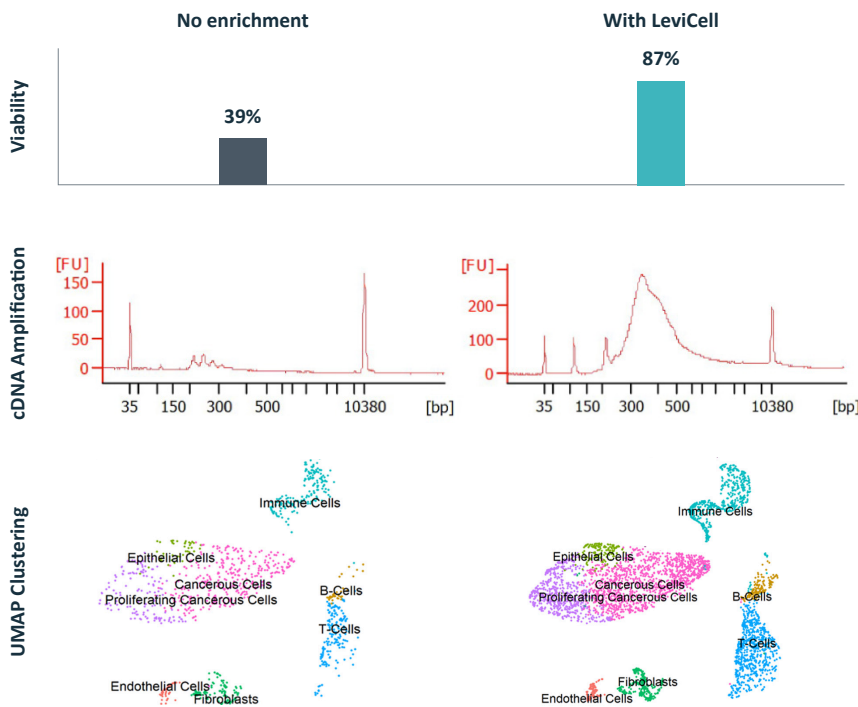 No enrichment
With LeviCell
Viability
39%
87%
cDNA Amplification
[FU]
150
100
50
0
35 150 300 500 10380 [bp]
[FU]
200
100
0
35 150 300 500 10380 [bp]
UMAP Clustering
Immune Cells
Epithelial Cells
Cancerous Cells
Proliferating Cancerous Cells
B-Cells
T-Cells
Endothelial Cells
Fibroblasts
Immune Cells
Epithelial Cells
Cancerous Cells
Proliferating Cancerous Cells
B-Cells
T-Cells
Fibroblasts
Endothelial Cells